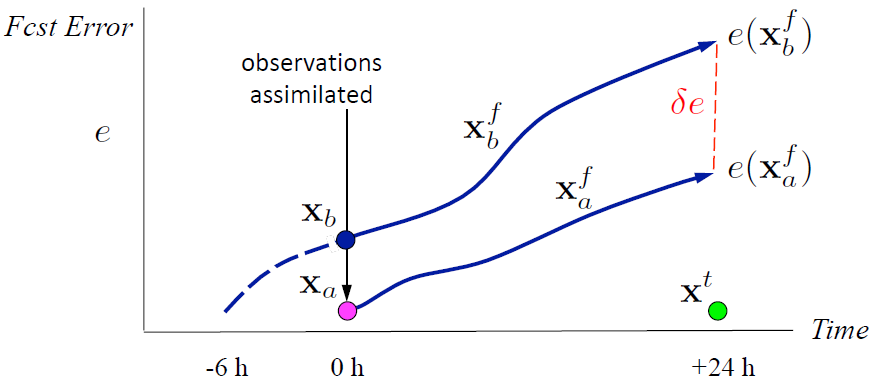 Fcst Error
e
observations
assimilated
x_b
x_a
x_b^f
x_a^f
e(x_b^f)
δe
e(x_a^f)
x^t
Time
-6 h
0 h
+24 h